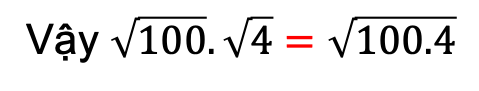 Vậy √100.√4 = √100.4